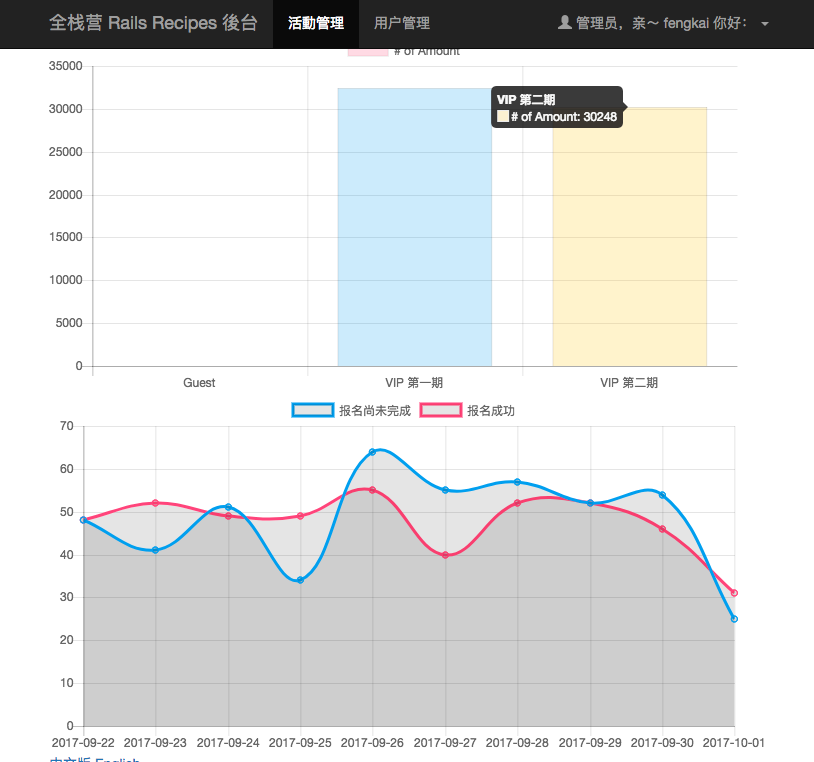 全栈营 Rails Recipes 後台 活動管理 用户管理 管理员，亲～ fengkai 你好：
# of Amount
35000
30000
25000
20000
15000
10000
5000
0
VIP 第二期
# of Amount: 30248
Guest VIP 第一期 VIP 第二期
报名尚未完成 报名成功
70
60
50
40
30
20
10
0
2017-09-22 2017-09-23 2017-09-24 2017-09-25 2017-09-26 2017-09-27 2017-09-28 2017-09-29 2017-09-30 2017-10-01
中文版 English